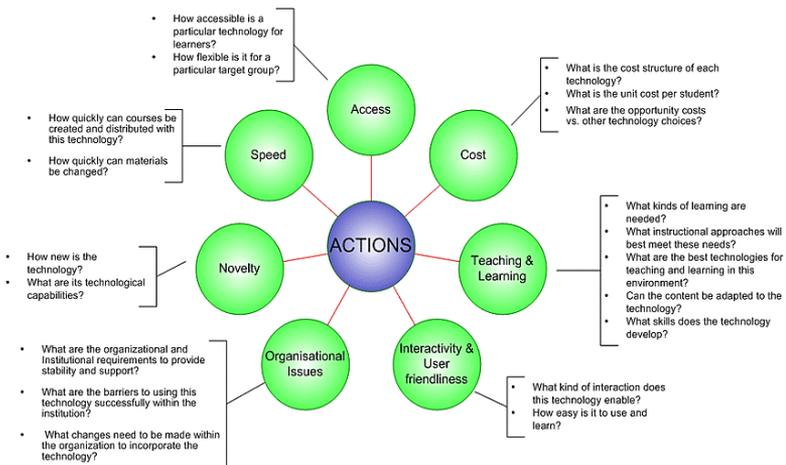 • How accessible is a
particular technology for
learners?
• How flexible is it for a
particular target group?
Access
• What is the cost structure of each
technology?
• What is the unit cost per student?
• What are the opportunity costs
vs. other technology choices?
Cost
• How quickly can courses be
created and distributed with
this technology?
• How quickly can materials
be changed?
Speed
ACTIONS
• What kinds of learning are
needed?
• What instructional approaches will
best meet these needs?
• What are the best technologies for
teaching and learning in this
environment?
• Can the content be adapted to the
technology?
• What skills does the technology
develop?
Teaching &
Learning
• How new is the
technology?
• What are its technological
capabilities?
Novelty
• What are the organizational and
Institutional requirements to provide
stability and support?
• What are the barriers to using this
technology successfully within the
institution?
• What changes need to be made within
the organization to incorporate the
technology?
Organisational
Issues
Interactivity &
User
friendliness
• What kind of interaction does
this technology enable?
• How easy is it to use and
learn?